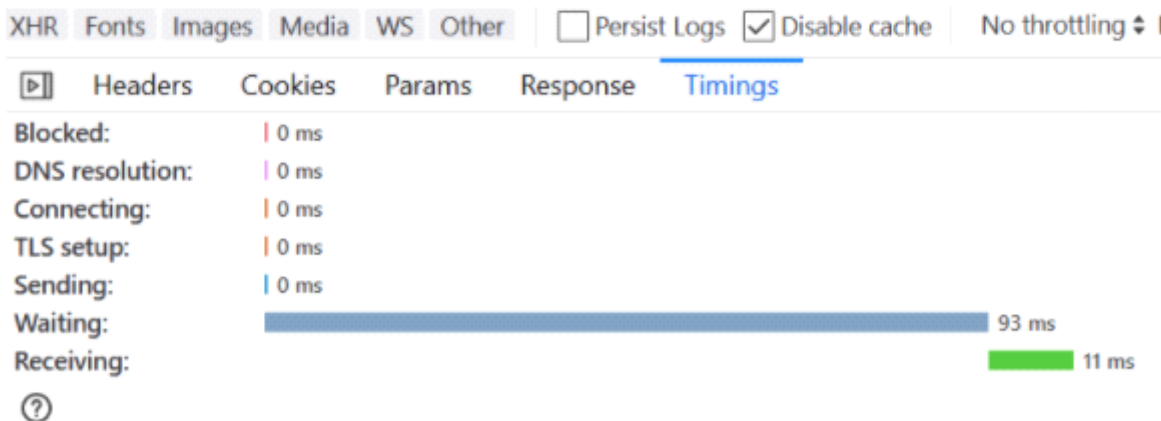 XHR Fonts Images Media WS Other Persist Logs Disable cache No throttling
Headers Cookies Params Response Timings
Blocked: 0 ms
DNS resolution: 0 ms
Connecting: 0 ms
TLS setup: 0 ms
Sending: 0 ms
Waiting: 93 ms
Receiving: 11 ms
?